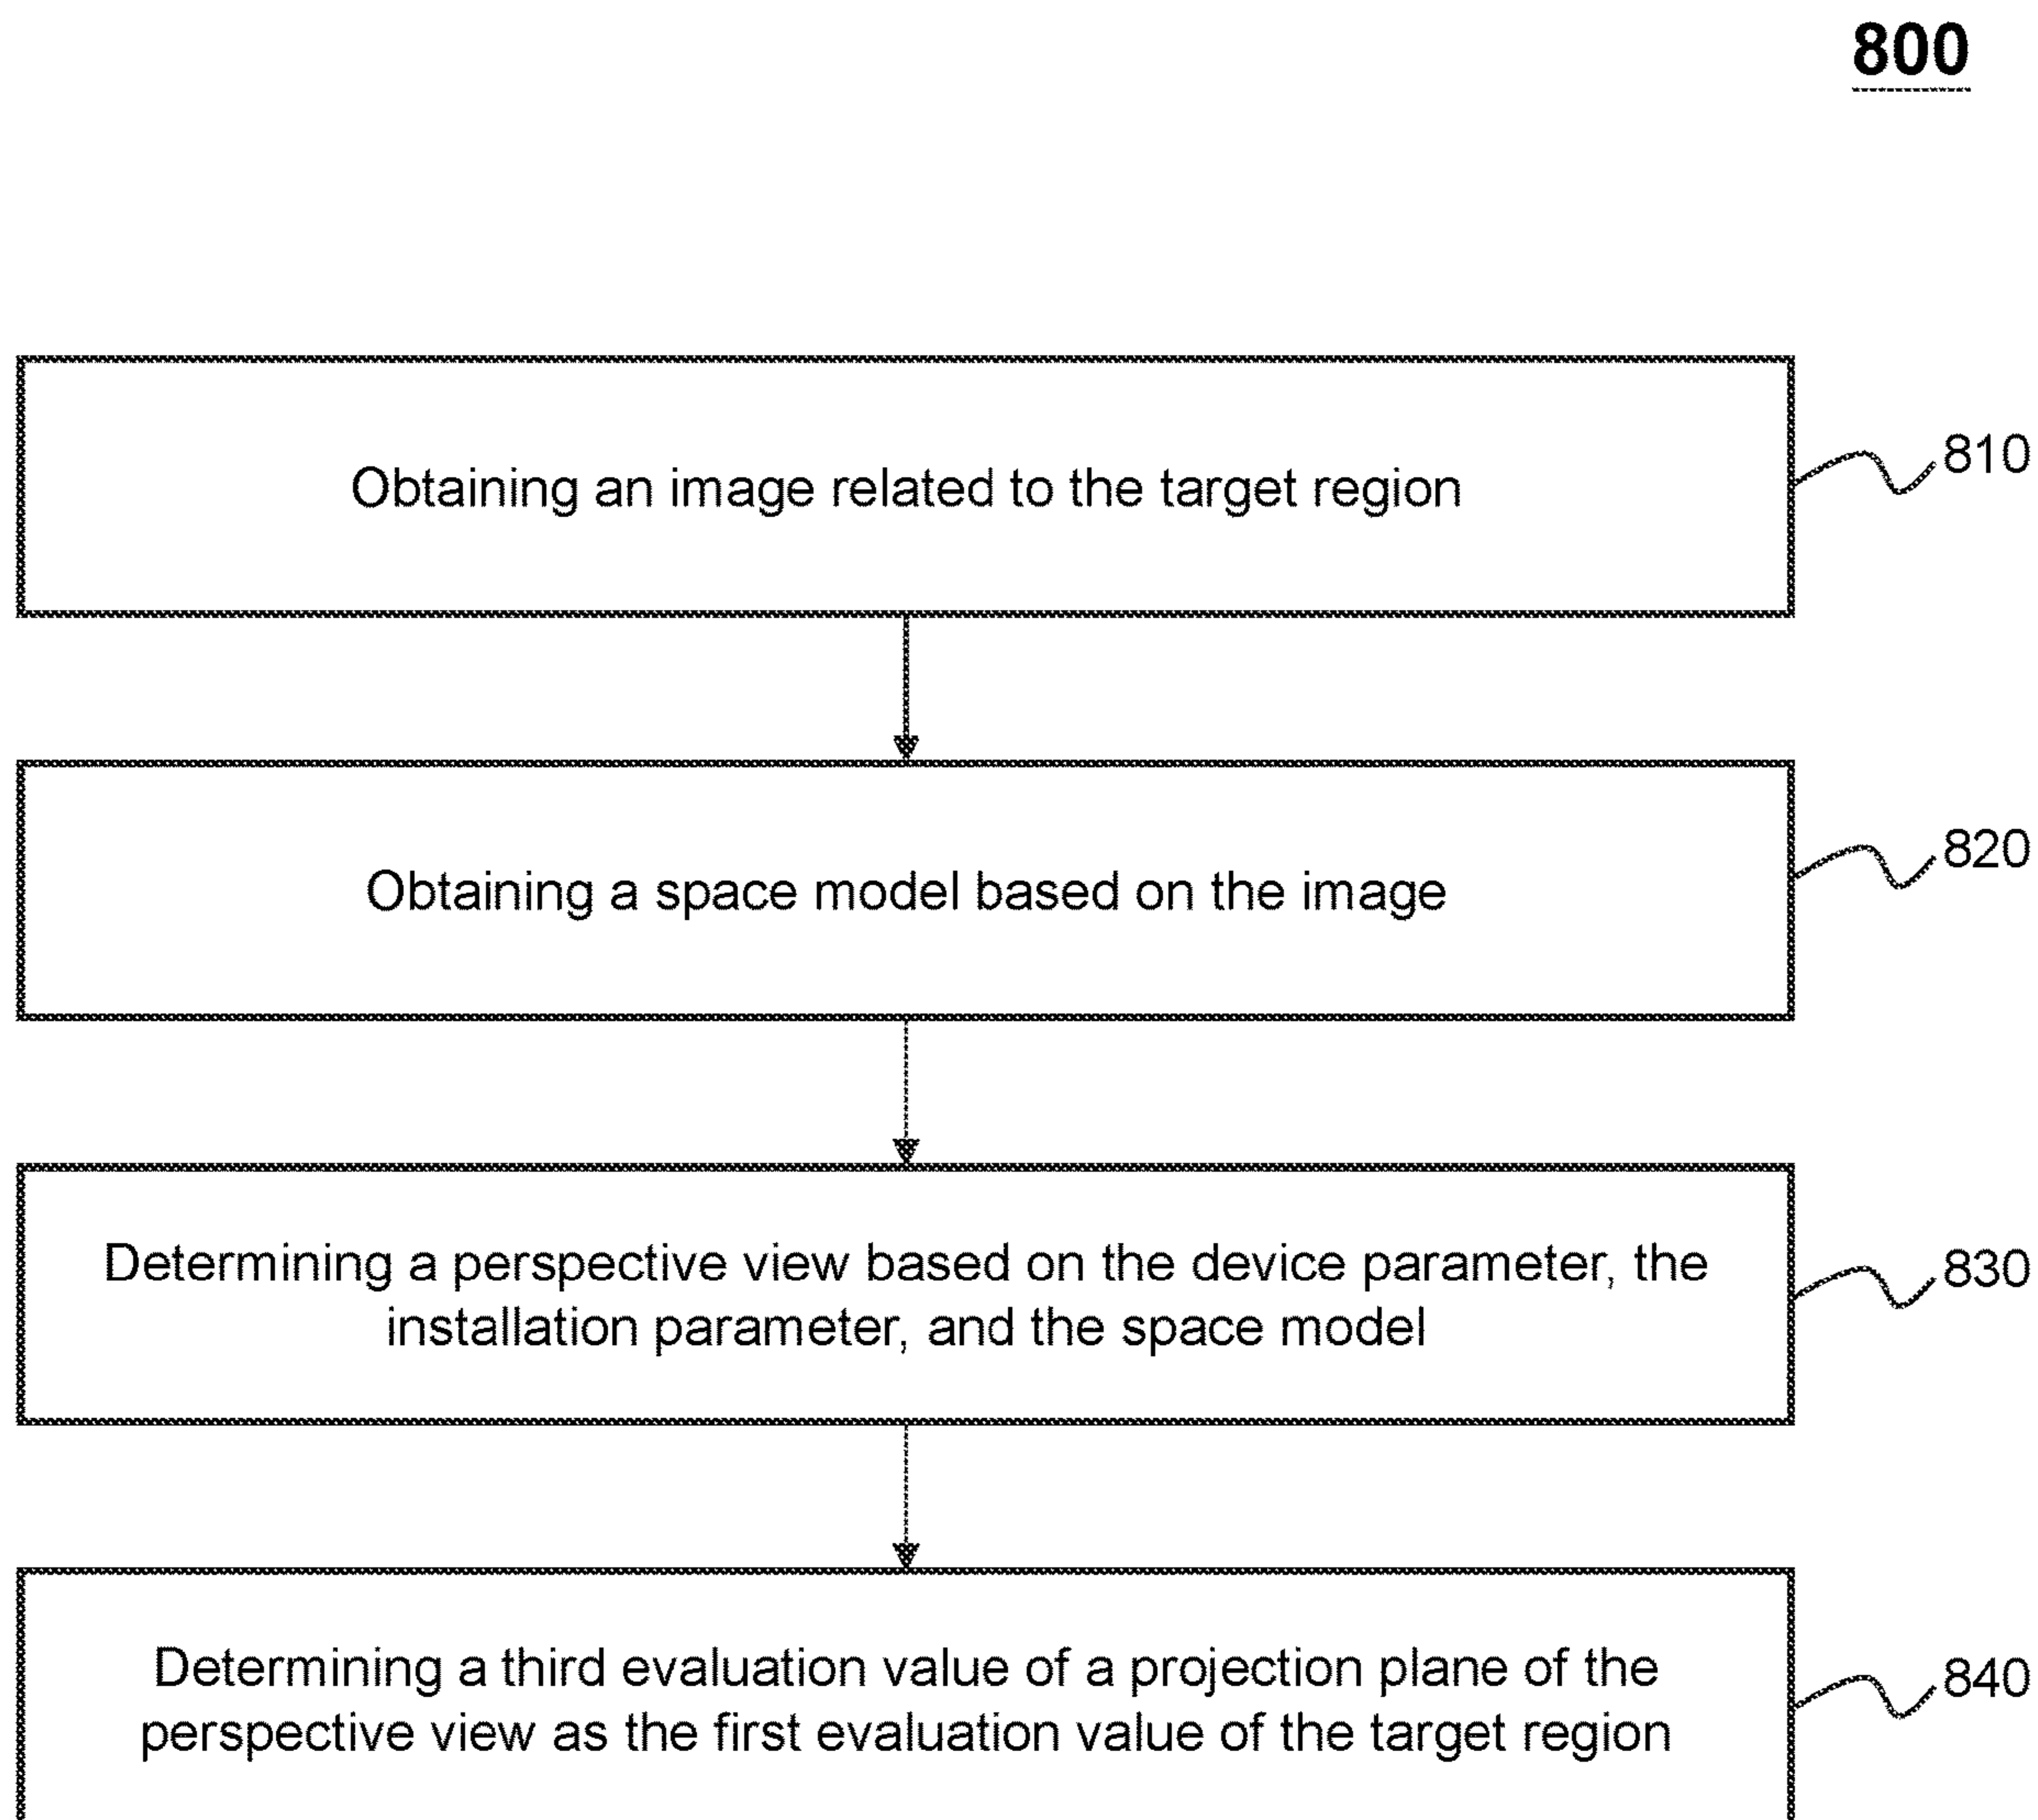 800
Obtaining an image related to the target region
810
Obtaining a space model based on the image
820
Determining a perspective view based on the device parameter, the
installation parameter, and the space model
830
Determining a third evaluation value of a projection plane of the
perspective view as the first evaluation value of the target region
840